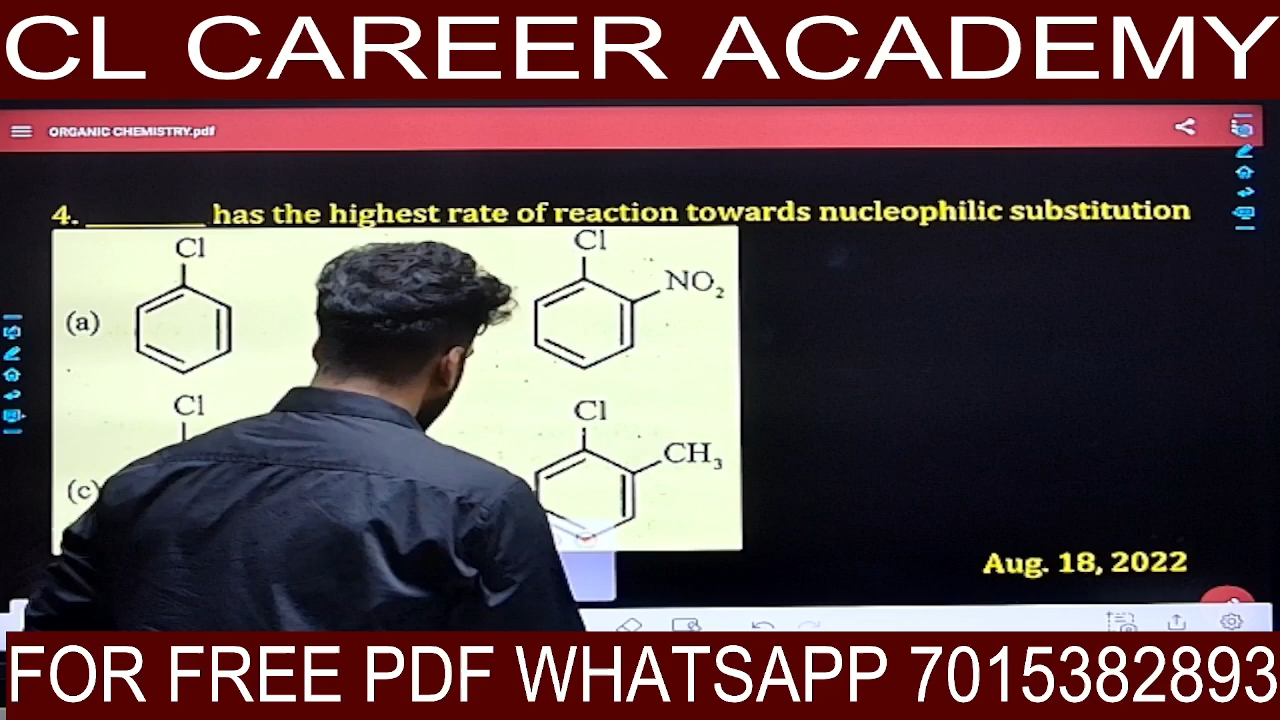 CL CAREER ACADEMY
ORGANIC CHEMISTRY.pdf
4. ________ has the highest rate of reaction towards nucleophilic substitution
(a)
Cl
Cl
NO₂
(c)
Cl
Cl
CH₃
Aug. 18, 2022
FOR FREE PDF WHATSAPP 7015382893